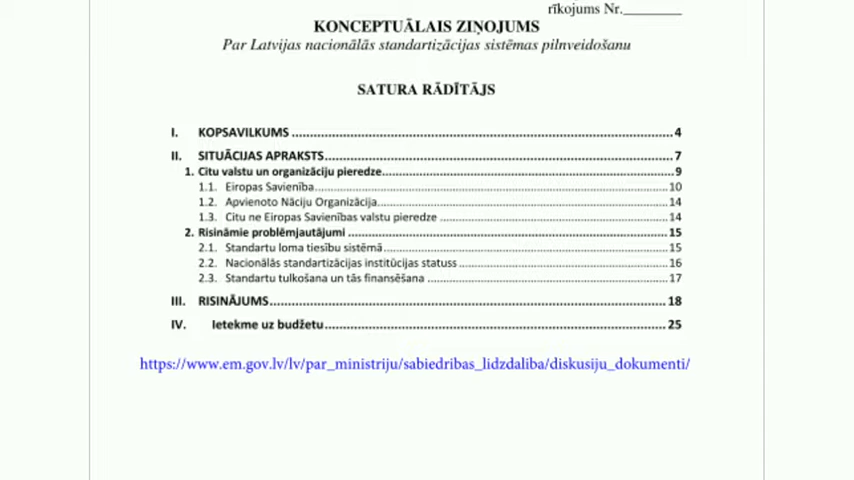 rīkojums Nr.________
KONCEPTUĀLAIS ZIŅOJUMS
Par Latvijas nacionālās standartizācijas sistēmas pilnveidošanu
SATURA RĀDĪTĀJS
I. KOPSAVILKUMS ........ 4
II. SITUĀCIJAS APRAKSTS ........ 7
1. Citu valstu un organizāciju pieredze ........ 9
1.1. Eiropas Savienība ........ 10
1.2. Apvienoto Nāciju Organizācija ........ 14
1.3. Citu ne Eiropas Savienības valstu pieredze ........ 14
2. Risināmie problēmjautājumi ........ 15
2.1. Standartu loma tiesību sistēmā ........ 15
2.2. Nacionālās standartizācijas institūcijas statuss ........ 16
2.3. Standartu tulkošana un tās finansēšana ........ 17
III. RISINĀJUMS ........ 18
IV. Ietekme uz budžetu ........ 25
https://www.em.gov.lv/lv/par_ministriju/sabiedribas_lidzdaliba/diskusiju_dokumenti/